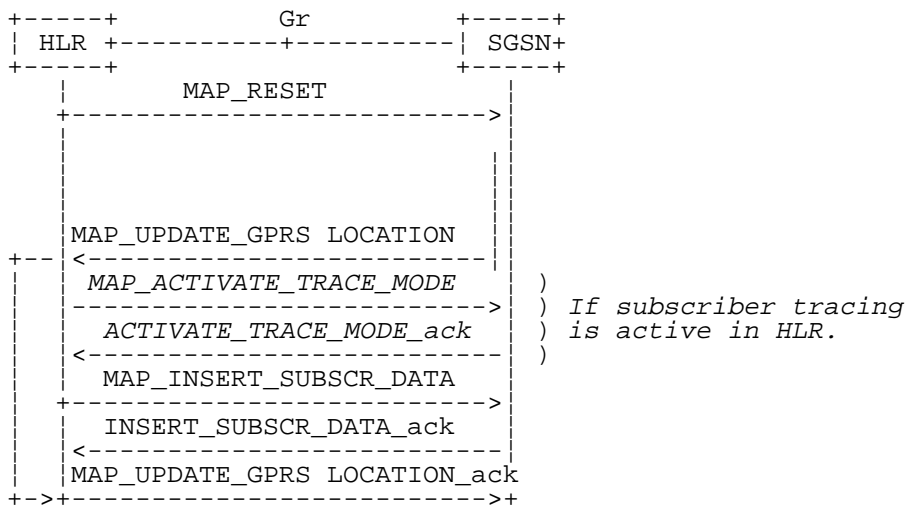 Gr
HLR SGSN
MAP_RESET
MAP_UPDATE_GPRS LOCATION
MAP_ACTIVATE_TRACE_MODE )
) If subscriber tracing
ACTIVATE_TRACE_MODE_ack ) is active in HLR.
)
MAP_INSERT_SUBSCR_DATA
INSERT_SUBSCR_DATA_ack
MAP_UPDATE_GPRS LOCATION_ack